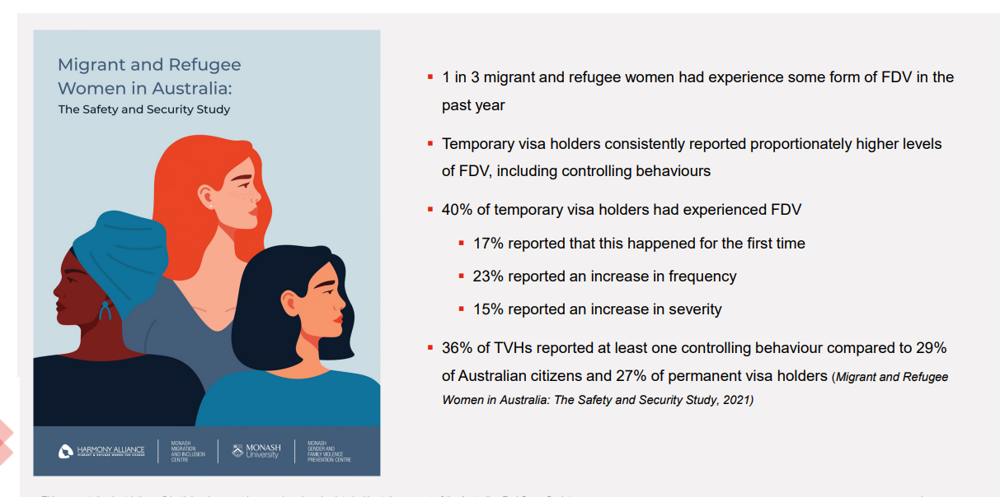 Migrant and Refugee
Women in Australia:
The Safety and Security Study
HARMONY ALLIANCE
MIGRANT & REFUGEE WOMEN FOR CHANGE
MONASH
MIGRATION
AND INCLUSION
CENTRE
MONASH
University
MONASH
GENDER AND
FAMILY VIOLENCE
PREVENTION CENTRE
▪ 1 in 3 migrant and refugee women had experience some form of FDV in the
past year
▪ Temporary visa holders consistently reported proportionately higher levels
of FDV, including controlling behaviours
▪ 40% of temporary visa holders had experienced FDV
▪ 17% reported that this happened for the first time
▪ 23% reported an increase in frequency
▪ 15% reported an increase in severity
▪ 36% of TVHs reported at least one controlling behaviour compared to 29%
of Australian citizens and 27% of permanent visa holders (Migrant and Refugee
Women in Australia: The Safety and Security Study, 2021)